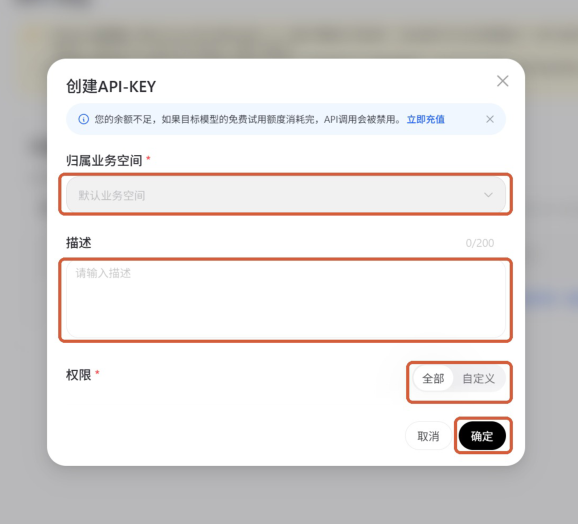 创建API-KEY
您的余额不足，如果目标模型的免费试用额度消耗完，API调用会被禁用。 立即充值
归属业务空间 *
默认业务空间
描述 0/200
请输入描述
权限 * 全部 自定义
取消 确定